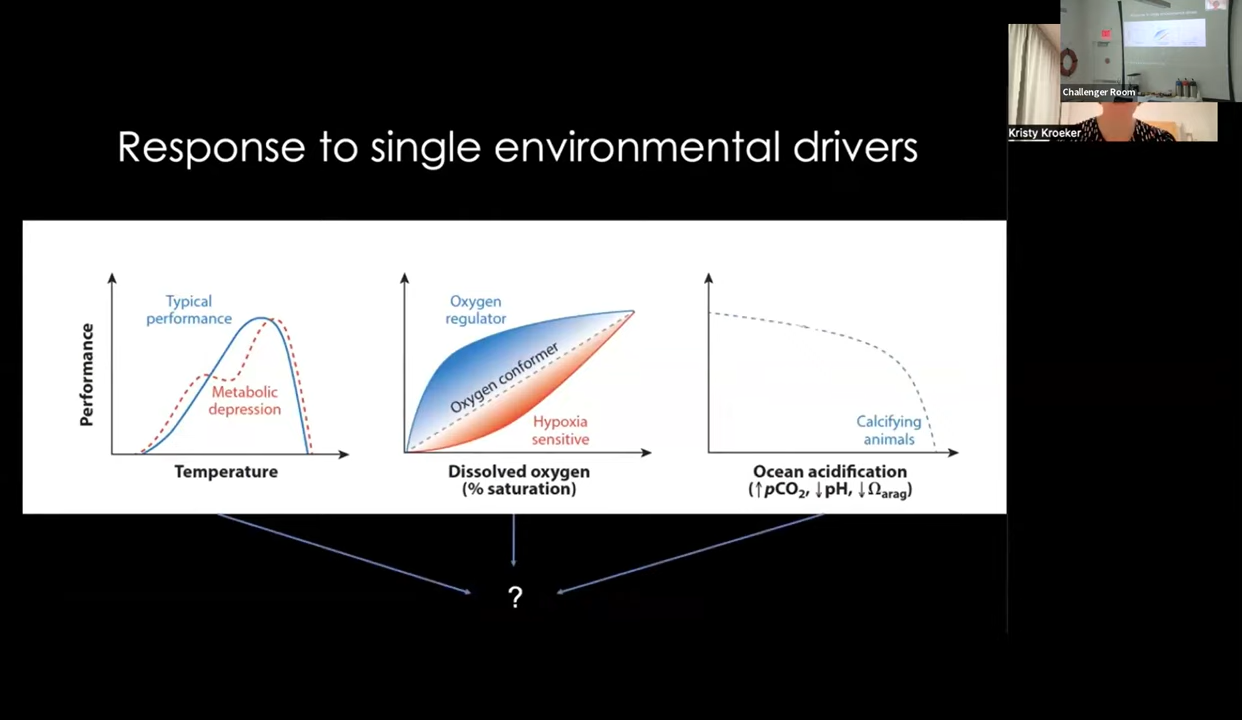 Response to single environmental drivers
Performance
Typical
performance
Metabolic
depression
Temperature
Oxygen
regulator
Oxygen conformer
Hypoxia
sensitive
Dissolved oxygen
(% saturation)
Calcifying
animals
Ocean acidification
(↑pCO₂, ↓pH, ↓Ωarag)
?
Challenger Room
Kristy Kroeker